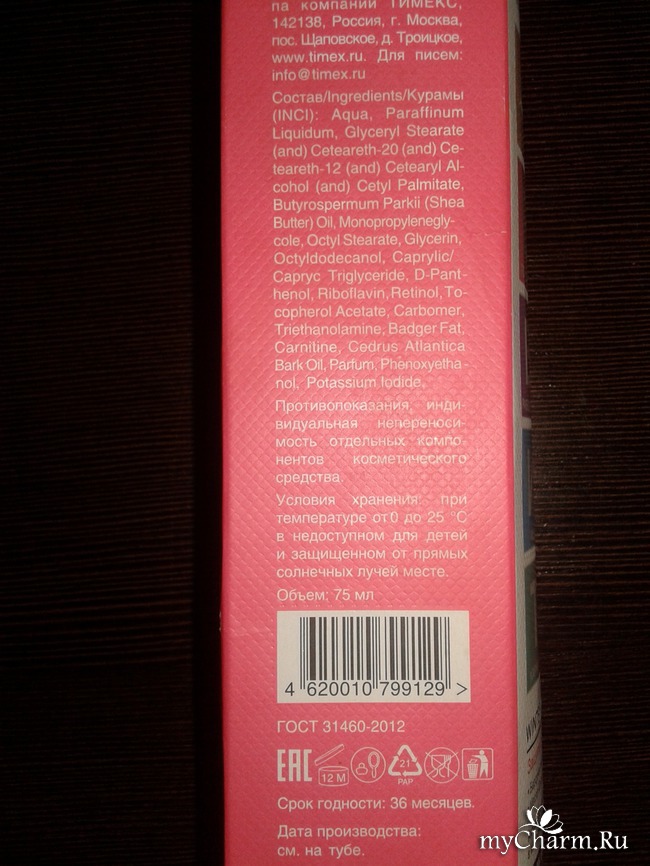 па компаний ТИМЕКС,
142138, Россия, г. Москва,
пос. Щаповское, д. Троицкое,
www.timex.ru. Для писем:
info@timex.ru
Состав/Ingredients/Курамы
(INCI): Aqua, Paraffinum
Liquidum, Glyceryl Stearate
(and) Ceteareth-20 (and) Ce-
teareth-12 (and) Cetearyl Al-
cohol (and) Cetyl Palmitate,
Butyrospermum Parkii (Shea
Butter) Oil, Monopropylenegly-
cole, Octyl Stearate, Glycerin,
Octyldodecanol, Caprylic/
Capryc Triglyceride, D-Pant-
henol, Riboflavin, Retinol, To-
copherol Acetate, Carbomer,
Triethanolamine, Badger Fat,
Carnitine, Cedrus Atlantica
Bark Oil, Parfum, Phenoxyetha-
nol, Potassium Iodide.
Противопоказания: инди-
видуальная непереноси-
мость отдельных компо-
нентов косметического
средства.
Условия хранения: при
температуре от 0 до 25 °С
в недоступном для детей
и защищенном от прямых
солнечных лучей месте.
Объем: 75 мл
4 620010 799129 >
ГОСТ 31460-2012
EAC 12 M 21 PAP
Срок годности: 36 месяцев.
Дата производства:
см. на тубе.
myCharm.Ru